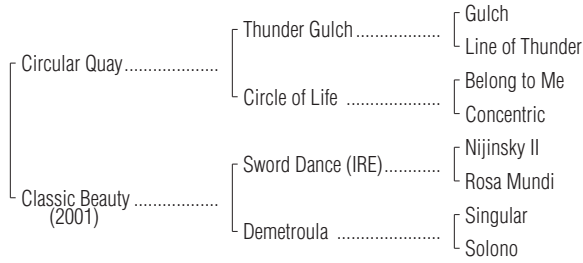 Gulch
Thunder Gulch..................
Line of Thunder
Circular Quay....................
Belong to Me
Circle of Life ....................
Concentric
Nijinsky II
Sword Dance (IRE)............
Rosa Mundi
Classic Beauty ..................
(2001)
Singular
Demetroula ......................
Solono